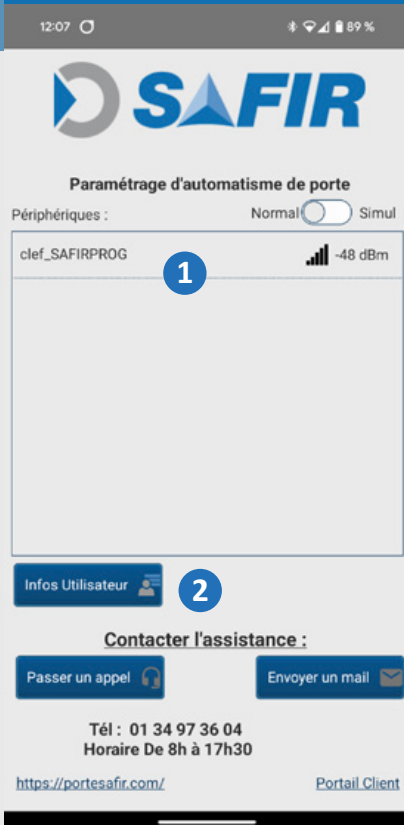 12:07 89 %
SAFIR
Paramétrage d'automatisme de porte
Périphériques : Normal Simul
clef_SAFIRPROG -48 dBm
1
Infos Utilisateur
2
Contacter l'assistance :
Passer un appel Envoyer un mail
Tél : 01 34 97 36 04
Horaire De 8h à 17h30
https://portesafir.com/ Portail Client